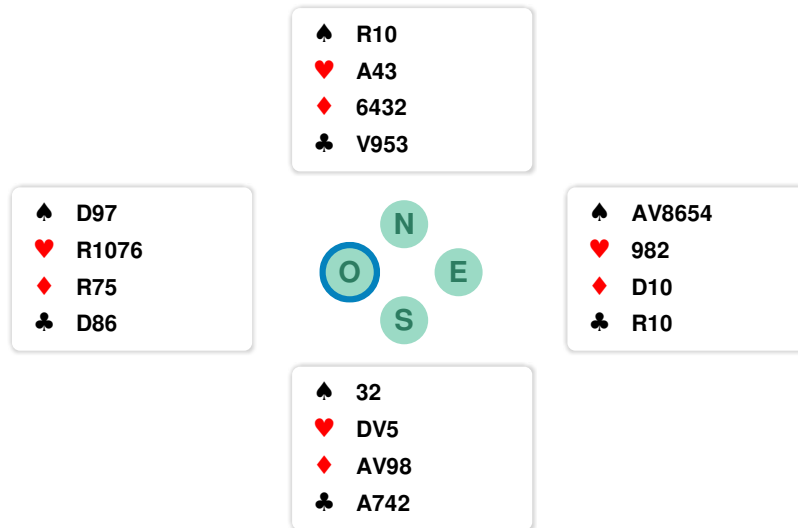 ♠ R10
♥ A43
♦ 6432
♣ V953
♠ D97
♥ R1076
♦ R75
♣ D86
N
O E
S
♠ AV8654
♥ 982
♦ D10
♣ R10
♠ 32
♥ DV5
♦ AV98
♣ A742